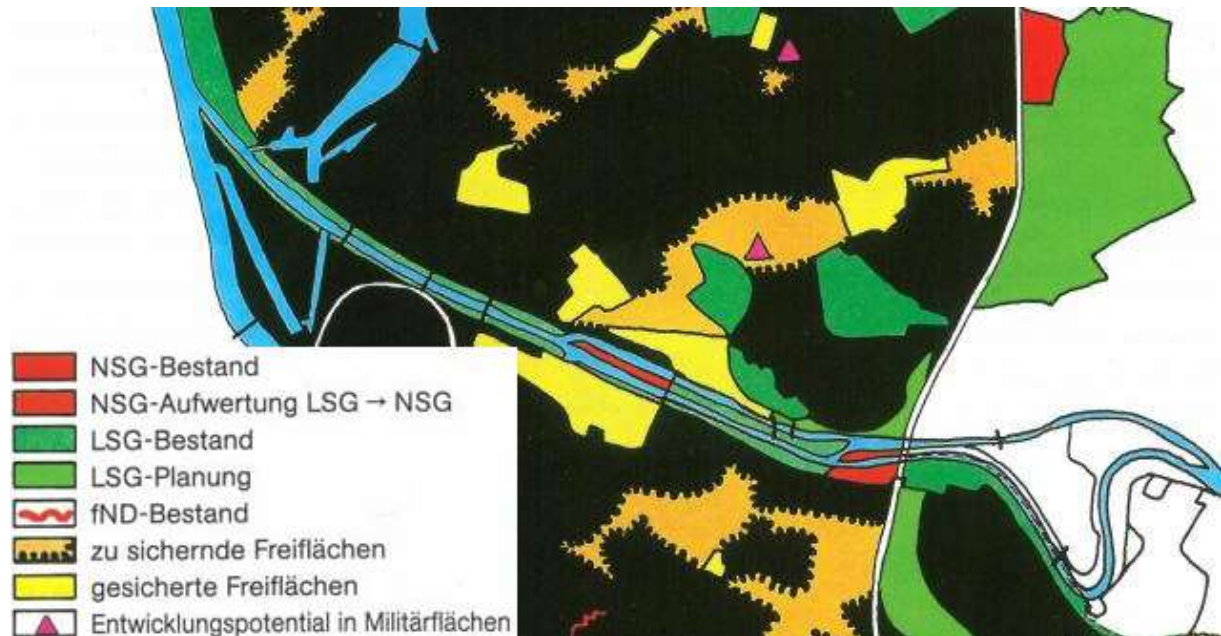 NSG-Bestand
NSG-Aufwertung LSG → NSG
LSG-Bestand
LSG-Planung
fND-Bestand
zu sichernde Freiflächen
gesicherte Freiflächen
Entwicklungspotential in Militärflächen